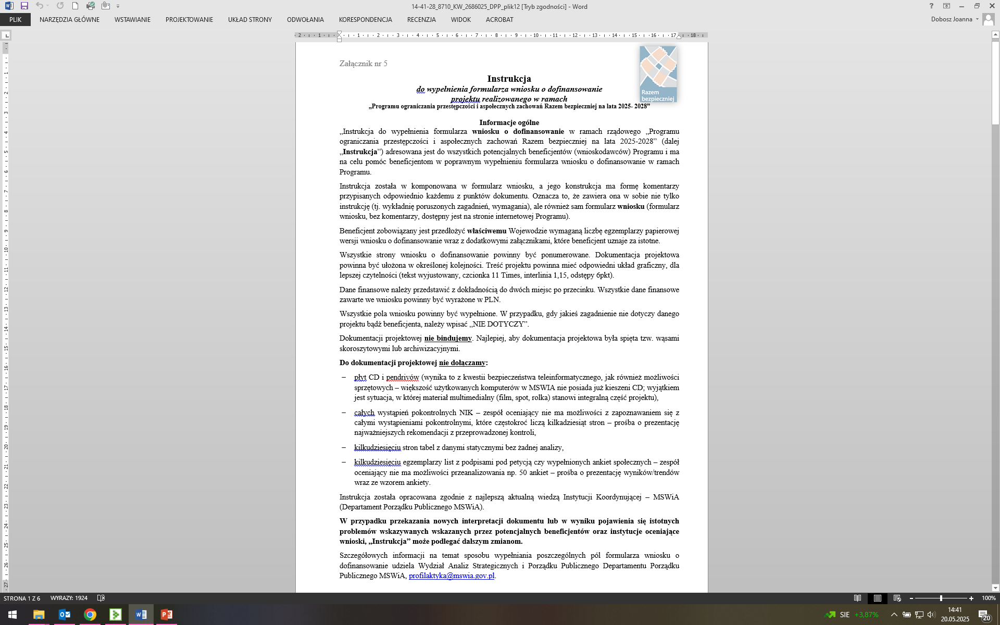 14-41-28_8710_KW_2686025_DPP_plik12 [Tryb zgodności] - Word
PLIK NARZĘDZIA GŁÓWNE WSTAWIANIE PROJEKTOWANIE UKŁAD STRONY ODWOŁANIA KORESPONDENCJA RECENZJA WIDOK ACROBAT Dobosz Joanna
2 1 1 2 3 4 5 6 7 8 9 10 11 12 13 14 15 16 17 18
Załącznik nr 5
Razem
bezpieczniej
Instrukcja
do wypełnienia formularza wniosku o dofinansowanie
projektu realizowanego w ramach
„Programu ograniczania przestępczości i aspołecznych zachowań Razem bezpieczniej na lata 2025- 2028”
Informacje ogólne
„Instrukcja do wypełnienia formularza wniosku o dofinansowanie w ramach rządowego „Programu
ograniczania przestępczości i aspołecznych zachowań Razem bezpieczniej na lata 2025-2028” (dalej
„Instrukcja”) adresowana jest do wszystkich potencjalnych beneficjentów (wnioskodawców) Programu i ma
na celu pomóc beneficjentom w poprawnym wypełnieniu formularza wniosku o dofinansowanie w ramach
Programu.
Instrukcja została w komponowana w formularz wniosku, a jego konstrukcja ma formę komentarzy
przypisanych odpowiednio każdemu z punktów dokumentu. Oznacza to, że zawiera ona w sobie nie tylko
instrukcję (tj. wykładnię poruszonych zagadnień, wymagania), ale również sam formularz wniosku (formularz
wniosku, bez komentarzy, dostępny jest na stronie internetowej Programu).
Beneficjent zobowiązany jest przedłożyć właściwemu Wojewodzie wymaganą liczbę egzemplarzy papierowej
wersji wniosku o dofinansowanie wraz z dodatkowymi załącznikami, które beneficjent uznaje za istotne.
Wszystkie strony wniosku o dofinansowanie powinny być ponumerowane. Dokumentacja projektowa
powinna być ułożona w określonej kolejności. Treść projektu powinna mieć odpowiedni układ graficzny, dla
lepszej czytelności (tekst wyjustowany, czcionka 11 Times, interlinia 1,15, odstępy 6pkt).
Dane finansowe należy przedstawić z dokładnością do dwóch miejsc po przecinku. Wszystkie dane finansowe
zawarte we wniosku powinny być wyrażone w PLN.
Wszystkie pola wniosku powinny być wypełnione. W przypadku, gdy jakieś zagadnienie nie dotyczy danego
projektu bądź beneficjenta, należy wpisać „NIE DOTYCZY”.
Dokumentacji projektowej nie bindujemy. Najlepiej, aby dokumentacja projektowa była spięta tzw. wąsami
skoroszytowymi lub archiwizacyjnymi.
Do dokumentacji projektowej nie dołączamy:
– płyt CD i pendrivów (wynika to z kwestii bezpieczeństwa teleinformatycznego, jak również możliwości
sprzętowych – większość użytkowanych komputerów w MSWIA nie posiada już kieszeni CD; wyjątkiem
jest sytuacja, w której materiał multimedialny (film, spot, rolka) stanowi integralną część projektu),
– całych wystąpień pokontrolnych NIK – zespół oceniający nie ma możliwości z zapoznawaniem się z
całymi wystąpieniami pokontrolnymi, które częstokroć liczą kilkadziesiąt stron – prośba o prezentację
najważniejszych rekomendacji z przeprowadzonej kontroli,
– kilkudziesięciu stron tabel z danymi statycznymi bez żadnej analizy,
– kilkudziesięciu egzemplarzy list z podpisami pod petycją czy wypełnionych ankiet społecznych – zespół
oceniający nie ma możliwości przeanalizowania np. 50 ankiet – prośba o prezentację wyników/trendów
wraz ze wzorem ankiety.
Instrukcja została opracowana zgodnie z najlepszą aktualną wiedzą Instytucji Koordynującej – MSWiA
(Departament Porządku Publicznego MSWiA).
W przypadku przekazania nowych interpretacji dokumentu lub w wyniku pojawienia się istotnych
problemów wskazywanych wskazanych przez potencjalnych beneficjentów oraz instytucje oceniające
wnioski, „Instrukcja” może podlegać dalszym zmianom.
Szczegółowych informacji na temat sposobu wypełniania poszczególnych pól formularza wniosku o
dofinansowanie udziela Wydział Analiz Strategicznych i Porządku Publicznego Departamentu Porządku
Publicznego MSWiA, profilaktyka@mswia.gov.pl.
STRONA 1 Z 6 WYRAZY: 1924 100%
SIE +3,87% 14:41
20.05.2025 20